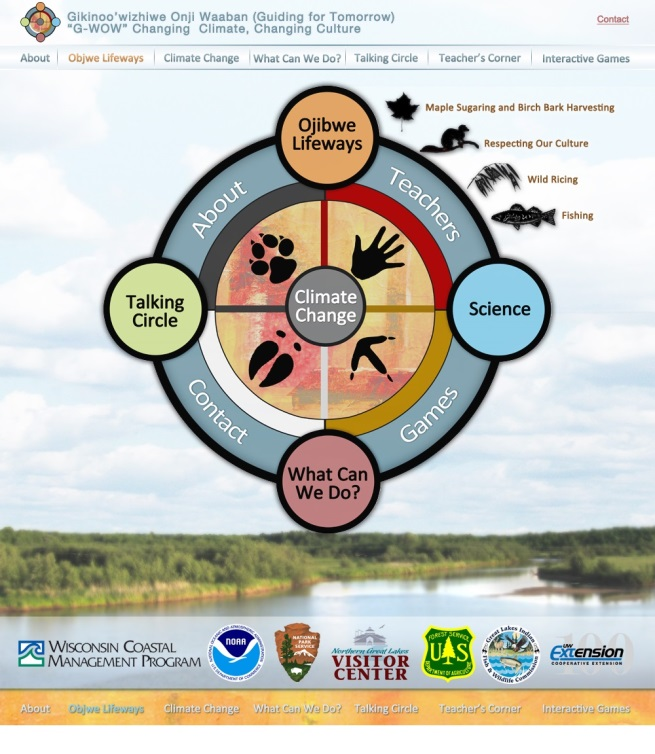 Gikinoo'wizhiwe Onji Waaban (Guiding for Tomorrow)
"G-WOW" Changing Climate, Changing Culture
Contact
About
Objwe Lifeways
Climate Change
What Can We Do?
Talking Circle
Teacher's Corner
Interactive Games
Ojibwe
Lifeways
Maple Sugaring and Birch Bark Harvesting
Respecting Our Culture
Wild Ricing
Fishing
About
Teachers
Talking
Circle
Climate
Change
Science
Contact
Games
What Can
We Do?
WISCONSIN COASTAL
MANAGEMENT PROGRAM
NOAA
NATIONAL
PARK
SERVICE
Northern Great Lakes
VISITOR
CENTER
FOREST SERVICE
US
DEPARTMENT OF AGRICULTURE
Great Lakes Indian
Fish & Wildlife Commission
100
UW
Extension
COOPERATIVE EXTENSION
About
Objwe Lifeways
Climate Change
What Can We Do?
Talking Circle
Teacher's Corner
Interactive Games